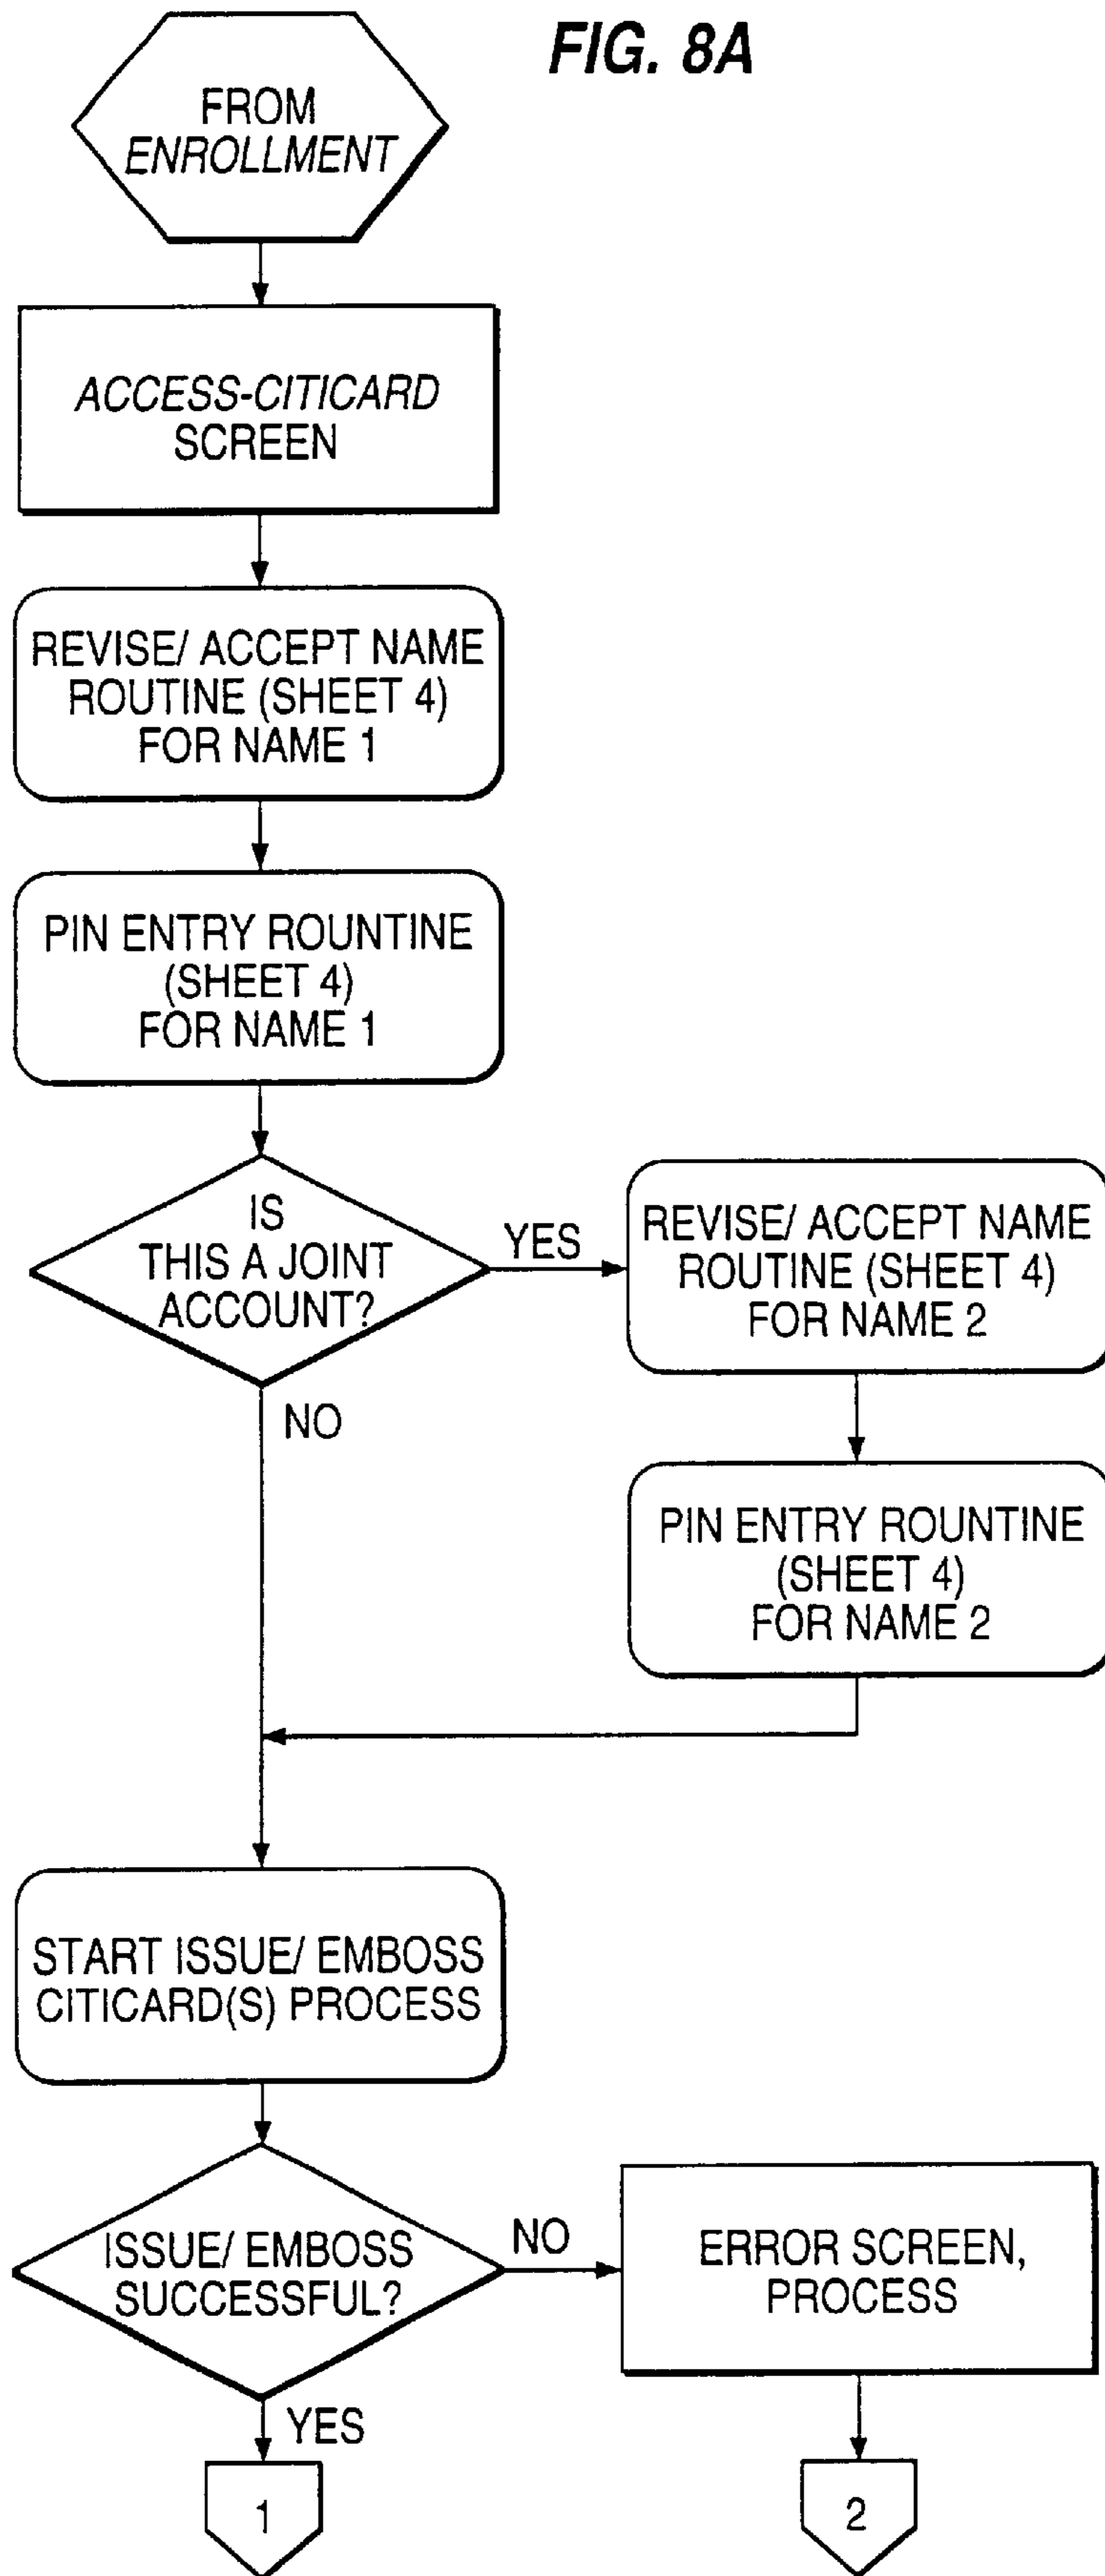 FIG. 8A
FROM
ENROLLMENT
ACCESS-CITICARD
SCREEN
REVISE/ ACCEPT NAME
ROUTINE (SHEET 4)
FOR NAME 1
PIN ENTRY ROUNTINE
(SHEET 4)
FOR NAME 1
IS
THIS A JOINT
ACCOUNT?
YES
REVISE/ ACCEPT NAME
ROUTINE (SHEET 4)
FOR NAME 2
NO
PIN ENTRY ROUNTINE
(SHEET 4)
FOR NAME 2
START ISSUE/ EMBOSS
CITICARD(S) PROCESS
ISSUE/ EMBOSS
SUCCESSFUL?
NO
ERROR SCREEN,
PROCESS
YES
1
2